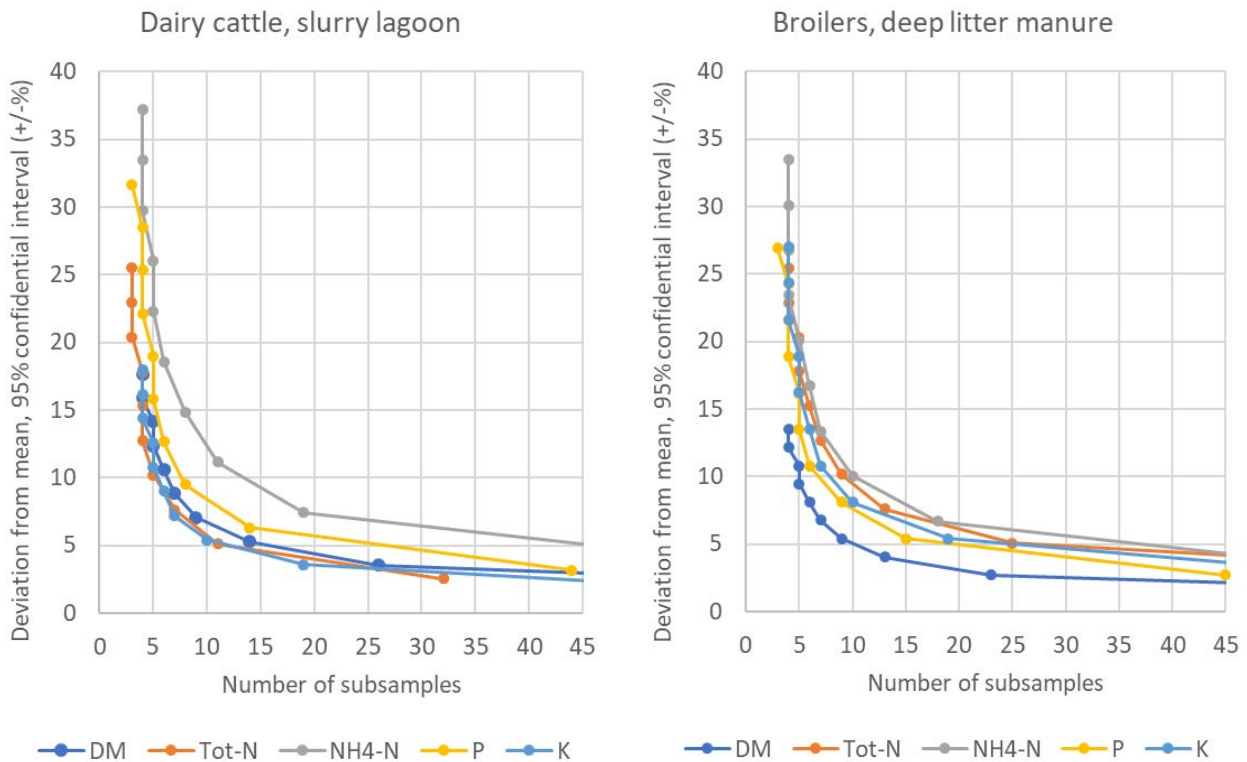 Dairy cattle, slurry lagoon
Deviation from mean, 95% confidential interval (+/-%)
40
35
30
25
20
15
10
5
0
0 5 10 15 20 25 30 35 40 45
Number of subsamples
DM Tot-N NH4-N P K
Broilers, deep litter manure
Deviation from mean, 95% confidential interval (+/-%)
40
35
30
25
20
15
10
5
0
0 5 10 15 20 25 30 35 40 45
Number of subsamples
DM Tot-N NH4-N P K